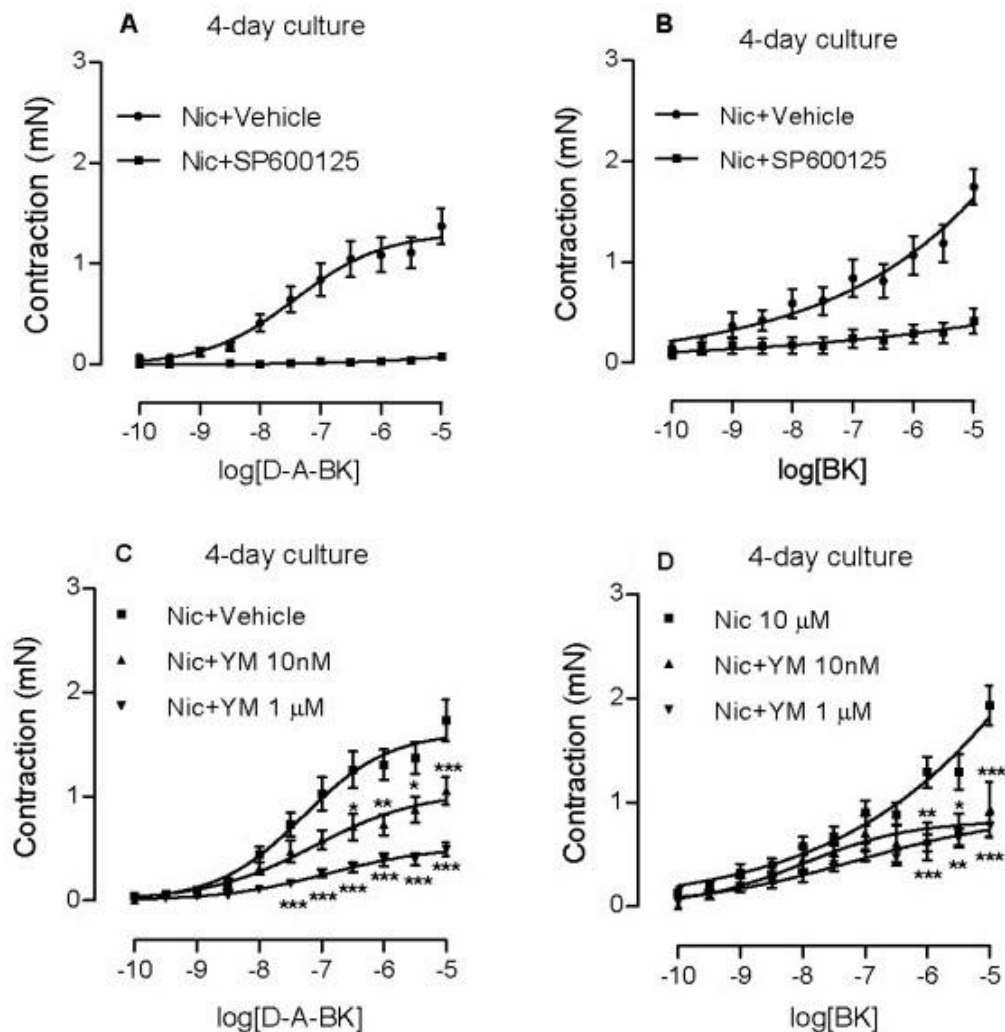 A 4-day culture
Contraction (mN)
3
2
1
0
Nic+Vehicle
Nic+SP600125
-10 -9 -8 -7 -6 -5
log[D-A-BK]
B 4-day culture
Contraction (mN)
3
2
1
0
Nic+Vehicle
Nic+SP600125
-10 -9 -8 -7 -6 -5
log[BK]
C 4-day culture
Contraction (mN)
3
2
1
0
Nic+Vehicle
Nic+YM 10nM
Nic+YM 1 μM
*** 
* ** *
*** *** *** *** *** ***
-10 -9 -8 -7 -6 -5
log[D-A-BK]
D 4-day culture
Contraction (mN)
3
2
1
0
Nic 10 μM
Nic+YM 10nM
Nic+YM 1 μM
***
** *
*** ** ***
-10 -9 -8 -7 -6 -5
log[BK]